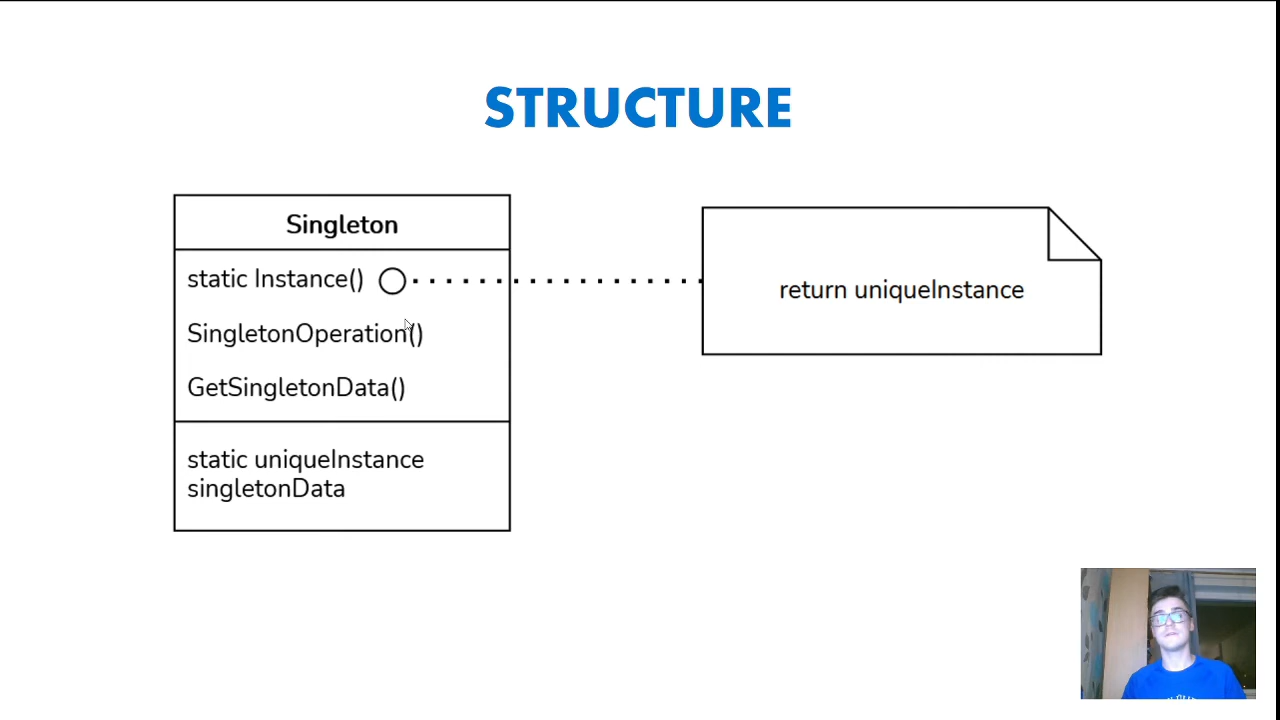 STRUCTURE
Singleton
static Instance()
SingletonOperation()
GetSingletonData()
static uniqueInstance
singletonData
return uniqueInstance